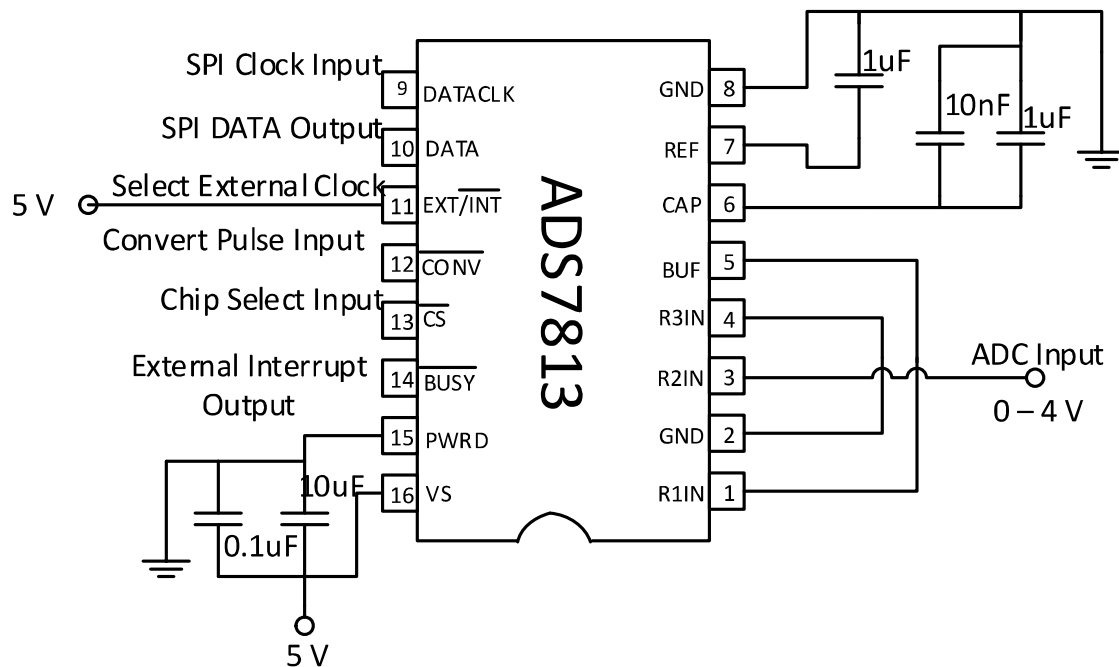 SPI Clock Input
9
DATACLK
SPI DATA Output
10
DATA
5 V
Select External Clock
11
EXT/INT
Convert Pulse Input
12
CONV
Chip Select Input
13
CS
External Interrupt
Output
14
BUSY
15
PWRD
16
VS
10uF
0.1uF
5 V
ADS7813
GND
8
REF
7
CAP
6
BUF
5
R3IN
4
R2IN
3
GND
2
R1IN
1
1uF
10nF
1uF
ADC Input
0 – 4 V